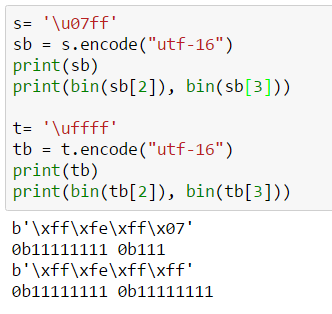 s= '\u07ff'
sb = s.encode("utf-16")
print(sb)
print(bin(sb[2]), bin(sb[3]))
t= '\uffff'
tb = t.encode("utf-16")
print(tb)
print(bin(tb[2]), bin(tb[3]))
b'\xff\xfe\xff\x07'
0b11111111 0b111
b'\xff\xfe\xff\xff'
0b11111111 0b11111111